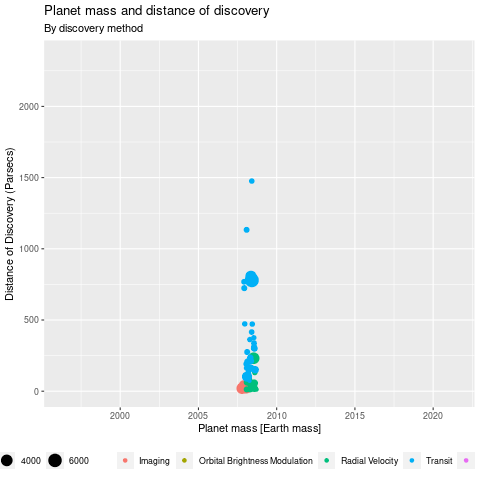 Planet mass and distance of discovery
By discovery method
Distance of Discovery (Parsecs)
2000
1500
1000
500
0
2000
2005
2010
2015
2020
Planet mass [Earth mass]
4000
6000
Imaging
Orbital Brightness Modulation
Radial Velocity
Transit